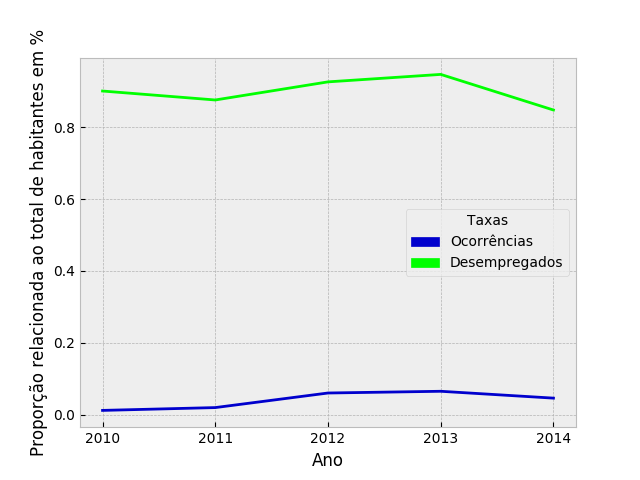 Proporção relacionada ao total de habitantes em %
0.8
0.6
0.4
0.2
0.0
Taxas
Ocorrências
Desempregados
2010 2011 2012 2013 2014
Ano